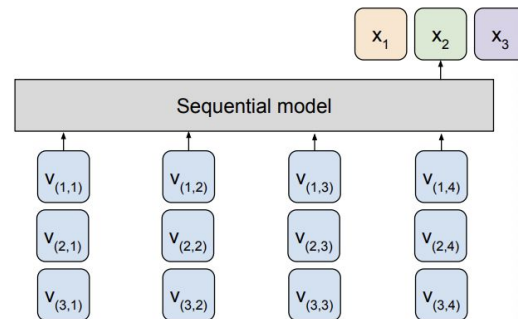 x₁ x₂ x₃
Sequential model
v₍₁,₁₎ v₍₁,₂₎ v₍₁,₃₎ v₍₁,₄₎
v₍₂,₁₎ v₍₂,₂₎ v₍₂,₃₎ v₍₂,₄₎
v₍₃,₁₎ v₍₃,₂₎ v₍₃,₃₎ v₍₃,₄₎